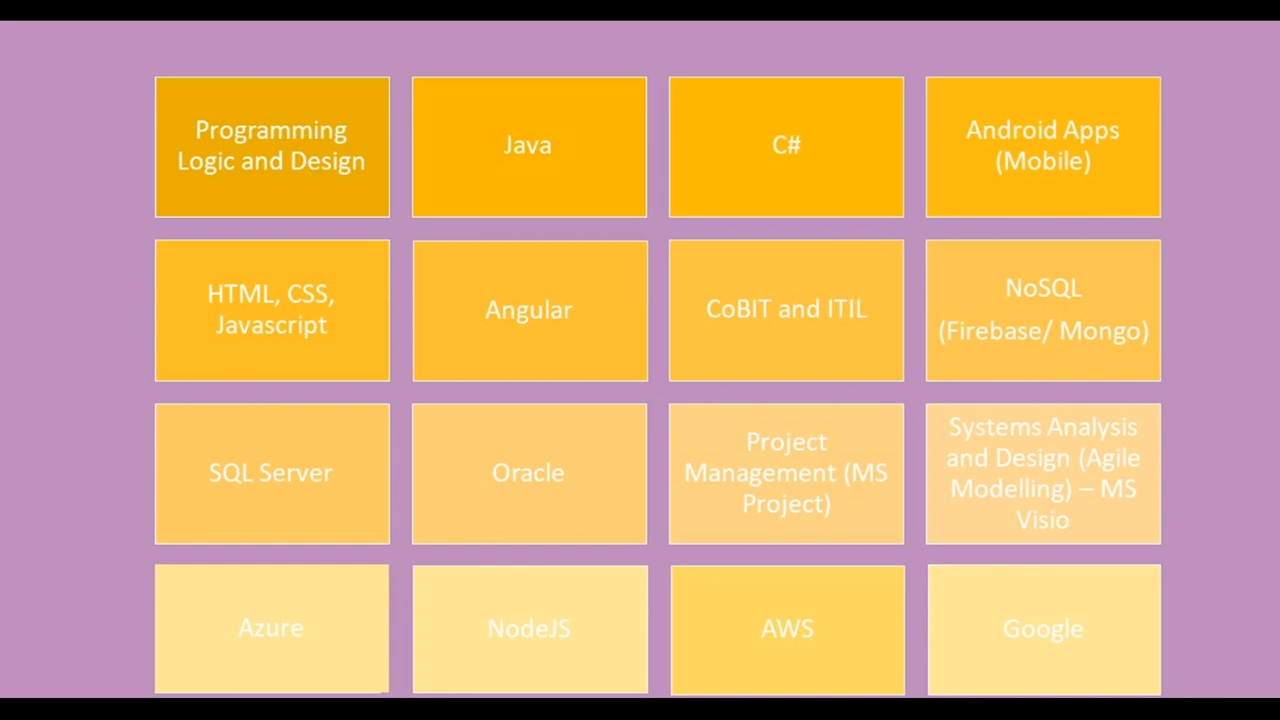 Programming
Logic and Design
Java
C#
Android Apps
(Mobile)
HTML, CSS,
Javascript
Angular
CoBIT and ITIL
NoSQL
(Firebase/ Mongo)
SQL Server
Oracle
Project
Management (MS
Project)
Systems Analysis
and Design (Agile
Modelling) – MS
Visio
Azure
NodeJS
AWS
Google